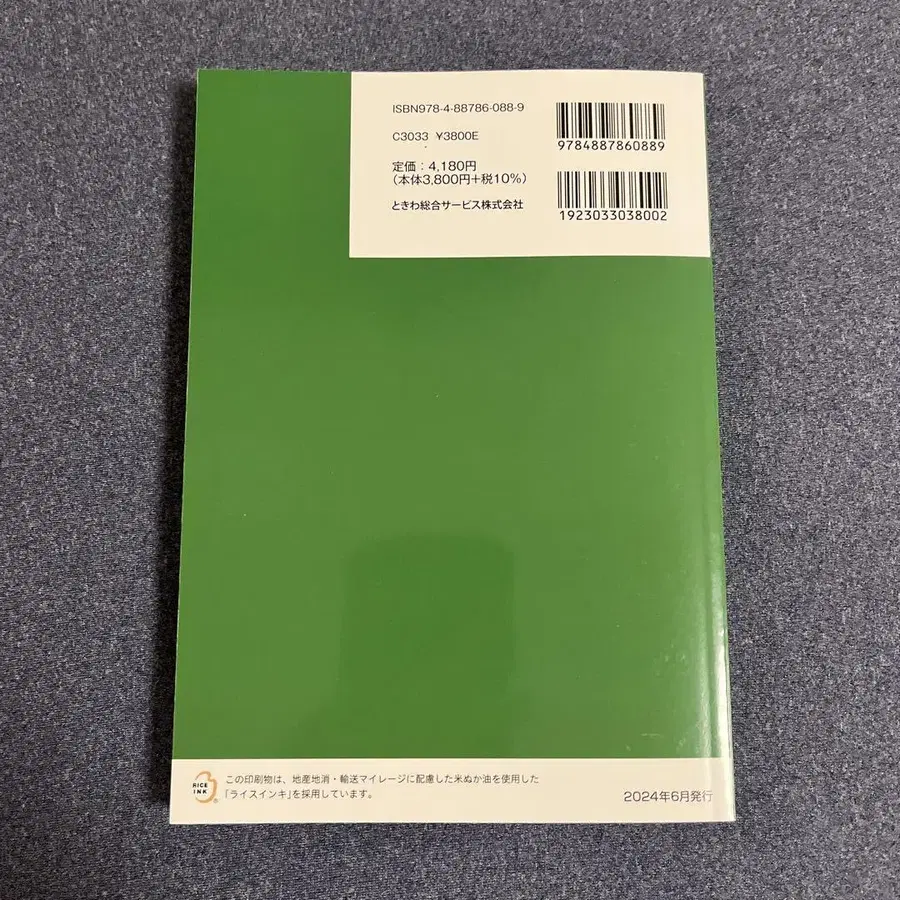 ISBN978-4-88786-088-9
C3033 ¥3800E
定価：4,180円
（本体3,800円＋税10％）
ときわ総合サービス株式会社
9784887860889
1923033038002
RICE
INK
®
この印刷物は、地産地消・輸送マイレージに配慮した米ぬか油を使用した
「ライスインキ」を採用しています。
2024年6月発行